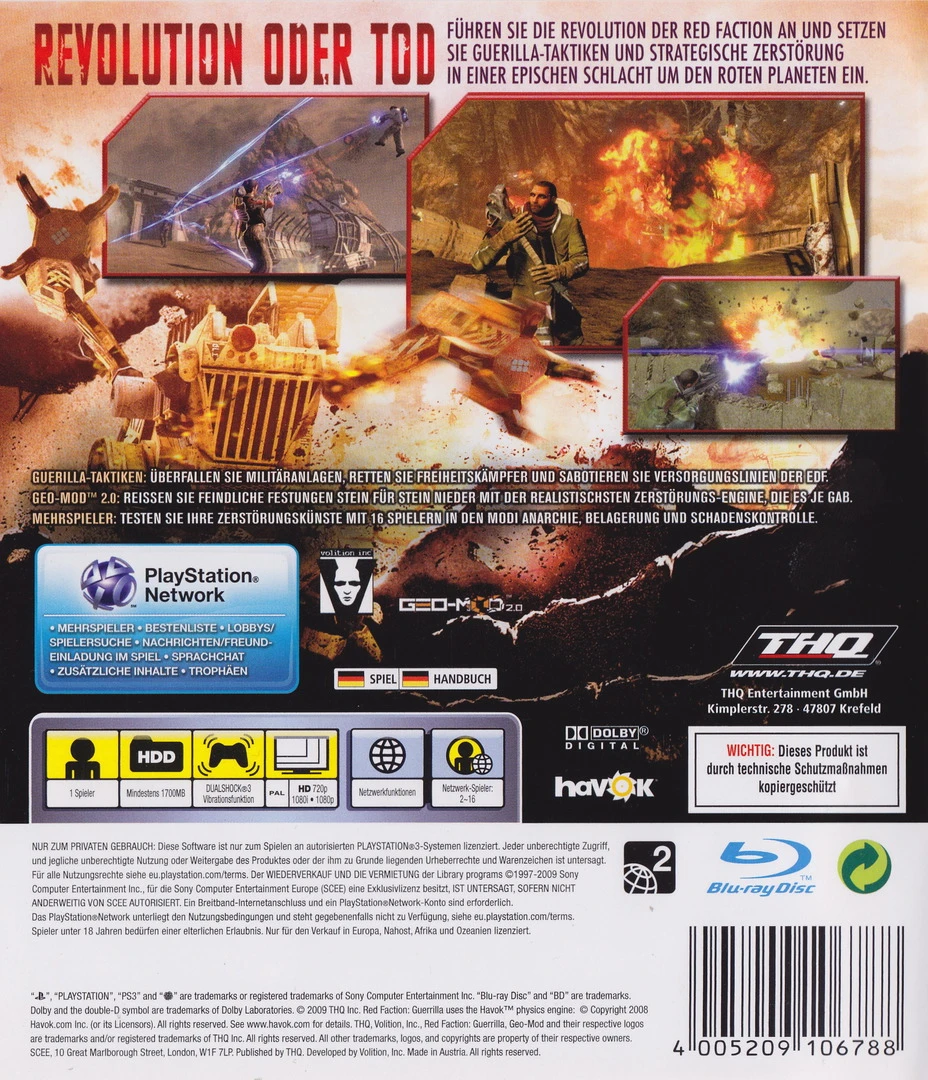 REVOLUTION ODER TOD
FÜHREN SIE DIE REVOLUTION DER RED FACTION AN UND SETZEN
SIE GUERILLA-TAKTIKEN UND STRATEGISCHE ZERSTÖRUNG
IN EINER EPISCHEN SCHLACHT UM DEN ROTEN PLANETEN EIN.
GUERILLA-TAKTIKEN: ÜBERFALLEN SIE MILITÄRANLAGEN, RETTEN SIE FREIHEITSKÄMPFER UND SABOTIEREN SIE VERSORGUNGSLINIEN DER EDF.
GEO-MOD™ 2.0: REISSEN SIE FEINDLICHE FESTUNGEN STEIN FÜR STEIN NIEDER MIT DER REALISTISCHSTEN ZERSTÖRUNGS-ENGINE, DIE ES JE GAB.
MEHRSPIELER: TESTEN SIE IHRE ZERSTÖRUNGSKÜNSTE MIT 16 SPIELERN IN DEN MODI ANARCHIE, BELAGERUNG UND SCHADENSKONTROLLE.
PlayStation®
Network
• MEHRSPIELER • BESTENLISTE • LOBBYS/
SPIELERSUCHE • NACHRICHTEN/FREUND-
EINLADUNG IM SPIEL • SPRACHCHAT
• ZUSÄTZLICHE INHALTE • TROPHÄEN
volition inc
GEO-MOD 2.0
SPIEL HANDBUCH
THQ®
WWW.THQ.DE
THQ Entertainment GmbH
Kimplerstr. 278 · 47807 Krefeld
HDD
1 Spieler
Mindestens 1700MB
DUALSHOCK®3
Vibrationsfunktion
PAL
HD 720p
1080i • 1080p
Netzwerkfunktionen
Netzwerk-Spieler:
2~16
DOLBY®
DIGITAL
havok™
WICHTIG: Dieses Produkt ist
durch technische Schutzmaßnahmen
kopiergeschützt
NUR ZUM PRIVATEN GEBRAUCH: Diese Software ist nur zum Spielen an autorisierten PLAYSTATION®3-Systemen lizenziert. Jeder unberechtigte Zugriff,
und jegliche unberechtigte Nutzung oder Weitergabe des Produktes oder der ihm zu Grunde liegenden Urheberrechte und Warenzeichen ist untersagt.
Für alle Nutzungsrechte siehe eu.playstation.com/terms. Der WIEDERVERKAUF UND DIE VERMIETUNG der Library programs ©1997-2009 Sony
Computer Entertainment Inc., für die Sony Computer Entertainment Europe (SCEE) eine Exklusivlizenz besitzt, IST UNTERSAGT, SOFERN NICHT
ANDERWEITIG VON SCEE AUTORISIERT. Ein Breitband-Internetanschluss und ein PlayStation®Network-Konto sind erforderlich.
Das PlayStation®Network unterliegt den Nutzungsbedingungen und steht gegebenenfalls nicht zu Verfügung, siehe eu.playstation.com/terms.
Spieler unter 18 Jahren bedürfen einer elterlichen Erlaubnis. Nur für den Verkauf in Europa, Nahost, Afrika und Ozeanien lizenziert.
2
Blu-ray Disc™
"", "PLAYSTATION", "PS3" and "" are trademarks or registered trademarks of Sony Computer Entertainment Inc. "Blu-ray Disc" and "BD" are trademarks.
Dolby and the double-D symbol are trademarks of Dolby Laboratories. © 2009 THQ Inc. Red Faction: Guerrilla uses the Havok™ physics engine: © Copyright 2008
Havok.com Inc. (or its Licensors). All rights reserved. See www.havok.com for details. THQ, Volition, Inc., Red Faction: Guerrilla, Geo-Mod and their respective logos
are trademarks and/or registered trademarks of THQ Inc. All rights reserved. All other trademarks, logos, and copyrights are property of their respective owners.
SCEE, 10 Great Marlborough Street, London, W1F 7LP. Published by THQ. Developed by Volition, Inc. Made in Austria. All rights reserved.
4 005209 106788